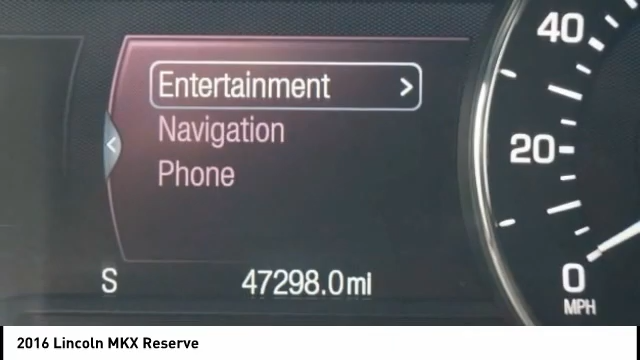 Entertainment >
Navigation
Phone
S 47298.0mi
40
20
0
MPH
2016 Lincoln MKX Reserve